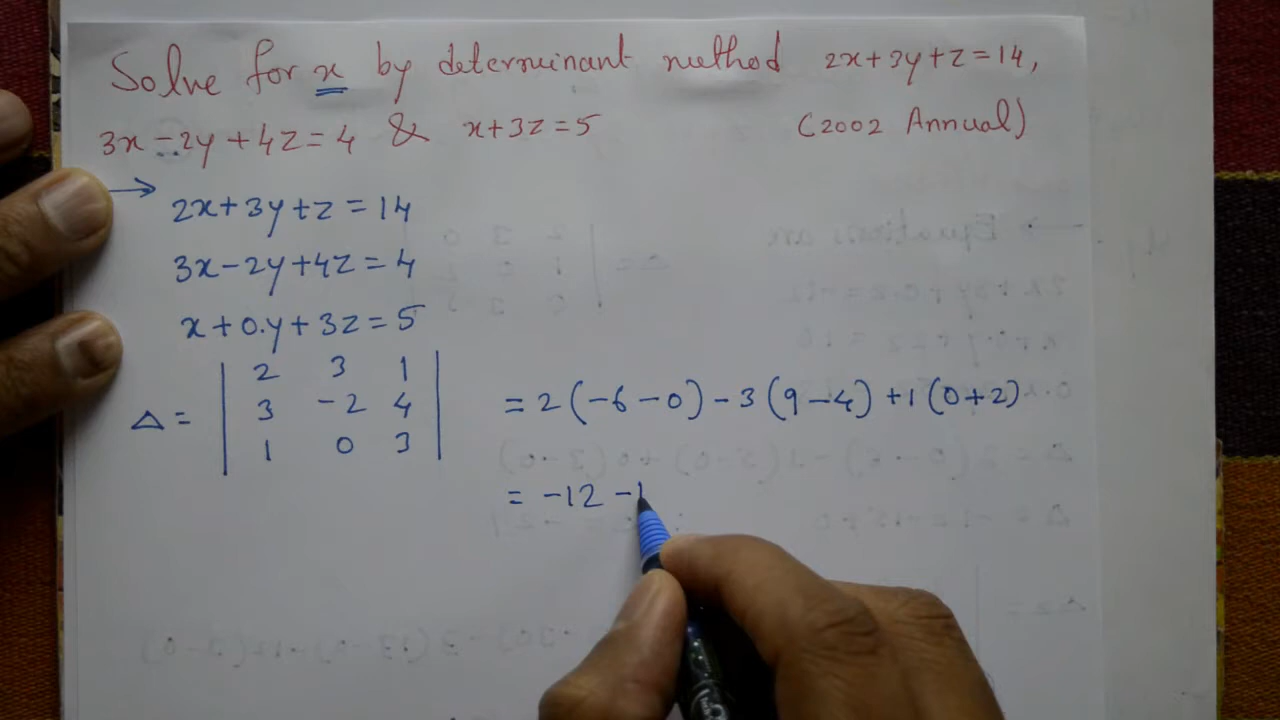 Solve for x by determinant method 2x+3y+z=14,
3x-2y+4z=4 & x+3z=5 (2002 Annual)
→ 2x+3y+z=14
3x-2y+4z=4
x+0.y+3z=5
Δ = | 2 3 1 |
| 3 -2 4 |
| 1 0 3 |
= 2(-6-0)-3(9-4)+1(0+2)
= -12 -1